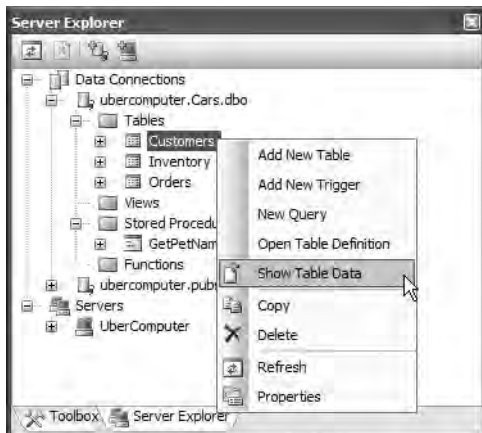 Server Explorer
Data Connections
ubercomputer.Cars.dbo
Tables
Customers
Inventory
Orders
Views
Stored Procedu
GetPetNam
Functions
ubercomputer.pubs
Servers
UberComputer
Add New Table
Add New Trigger
New Query
Open Table Definition
Show Table Data
Copy
Delete
Refresh
Properties
Toolbox
Server Explorer